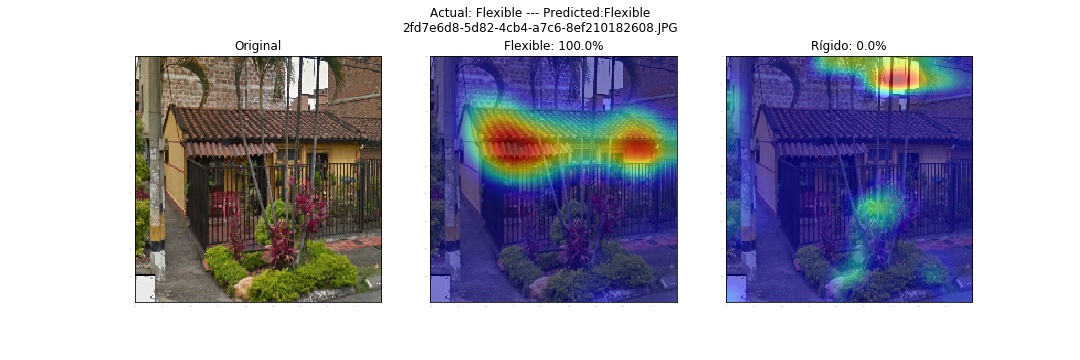 Actual: Flexible --- Predicted:Flexible
2fd7e6d8-5d82-4cb4-a7c6-8ef210182608.JPG
Original
Flexible: 100.0%
Rígido: 0.0%